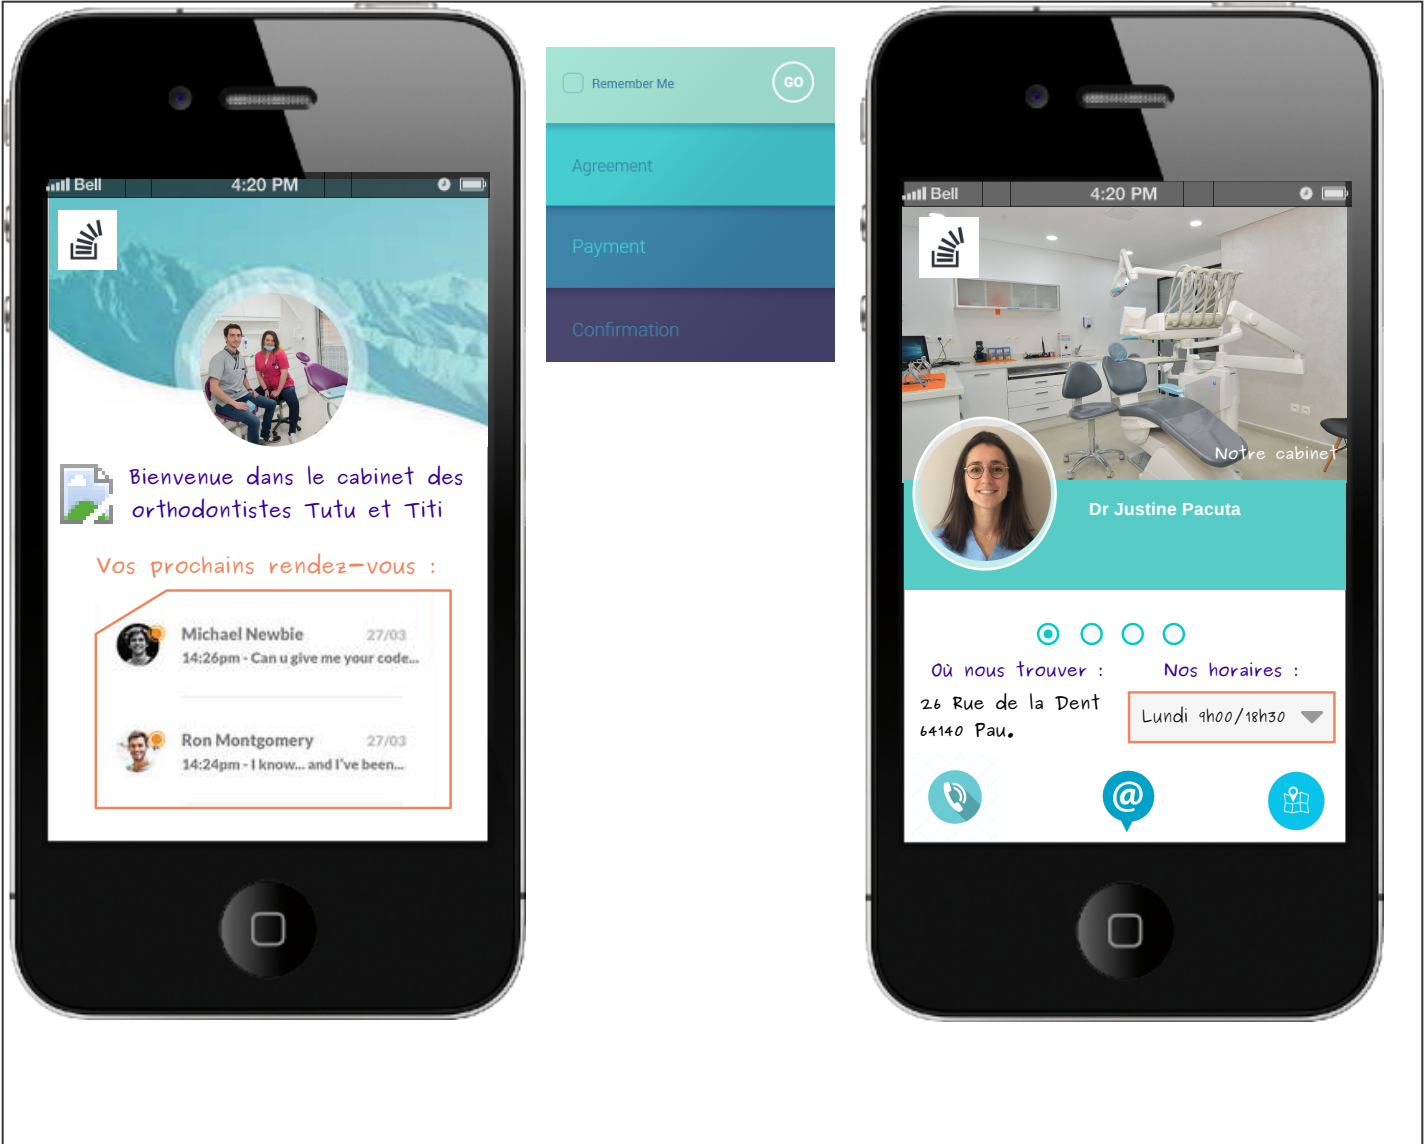 Bell 4:20 PM
Bienvenue dans le cabinet des
orthodontistes Tutu et Titi
Vos prochains rendez-vous :
Michael Newbie 27/03
14:26pm - Can u give me your code...
Ron Montgomery 27/03
14:24pm - I know... and I've been...
Remember Me GO
Agreement
Payment
Confirmation
Bell 4:20 PM
Notre cabinet
Dr Justine Pacuta
Où nous trouver :
26 Rue de la Dent
64140 Pau.
Nos horaires :
Lundi 9h00/18h30
@